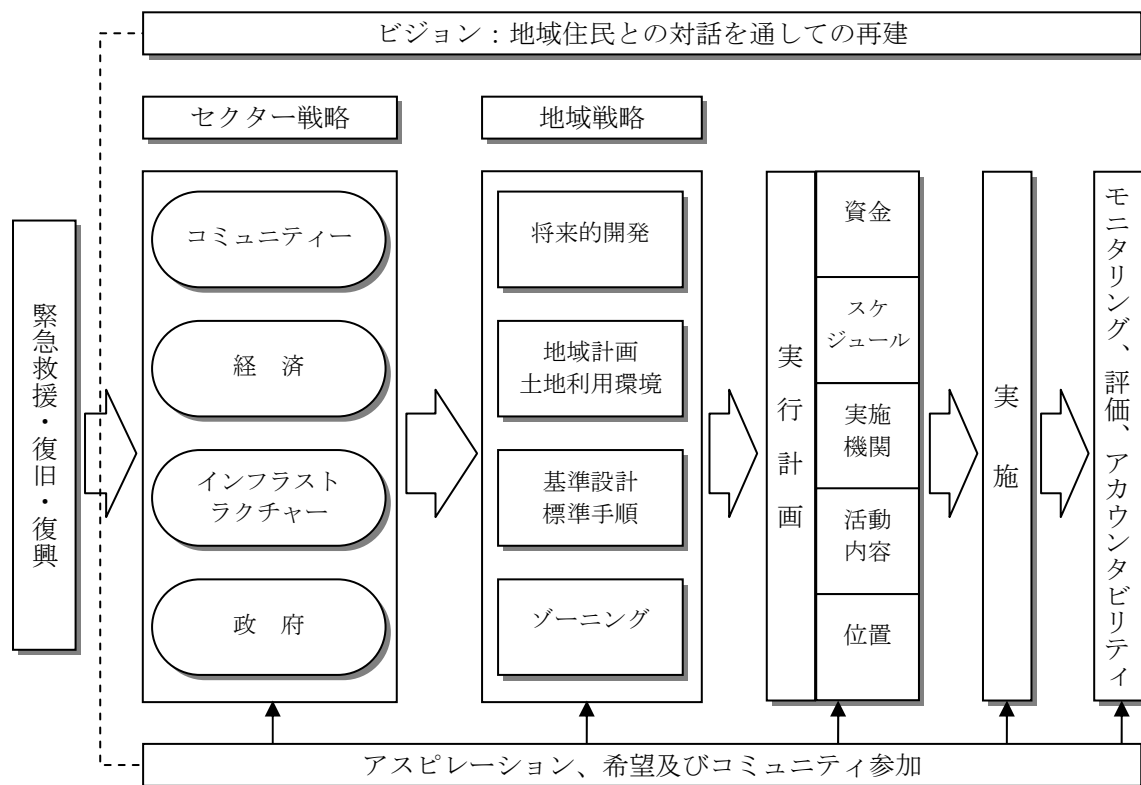 ビジョン：地域住民との対話を通しての再建
セクター戦略
地域戦略
緊急救援・復旧・復興
コミュニティー
経　済
インフラスト
ラクチャー
政　府
将来的開発
地域計画
土地利用環境
基準設計
標準手順
ゾーニング
実行計画
資金
スケ
ジュール
実施
機関
活動
内容
位置
実施
モニタリング、評価、アカウンタビリティ
アスピレーション、希望及びコミュニティ参加